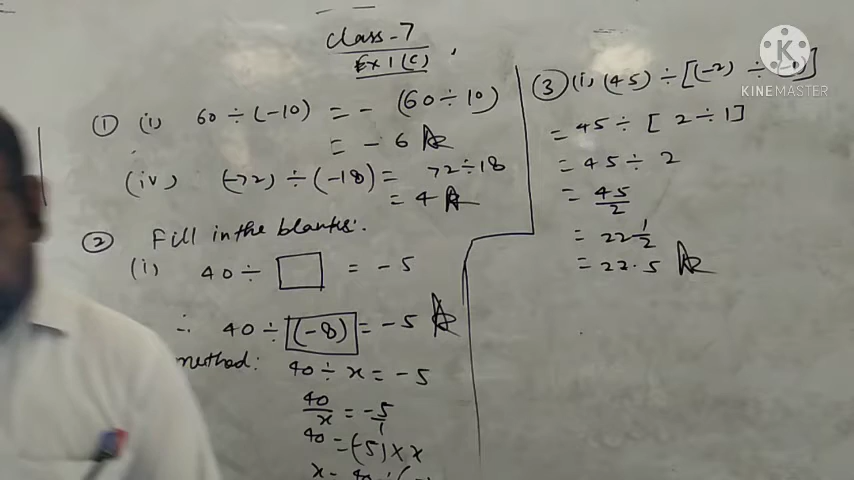 Class-7
Ex 1(C)
① (i) 60 ÷ (-10) = - (60 ÷ 10)
= - 6
(iv) (-72) ÷ (-18) = 72 ÷ 18
= 4
② Fill in the blanks:
(i) 40 ÷ □ = -5
∴ 40 ÷ (-8) = -5
method: 40 ÷ x = -5
40/x = -5/1
40 = (-5) × x
③ (i) (45) ÷ [(-2) ÷ -1)]
= 45 ÷ [ 2 ÷ 1]
= 45 ÷ 2
= 45/2
= 22 1/2
= 22.5
KINEMASTER